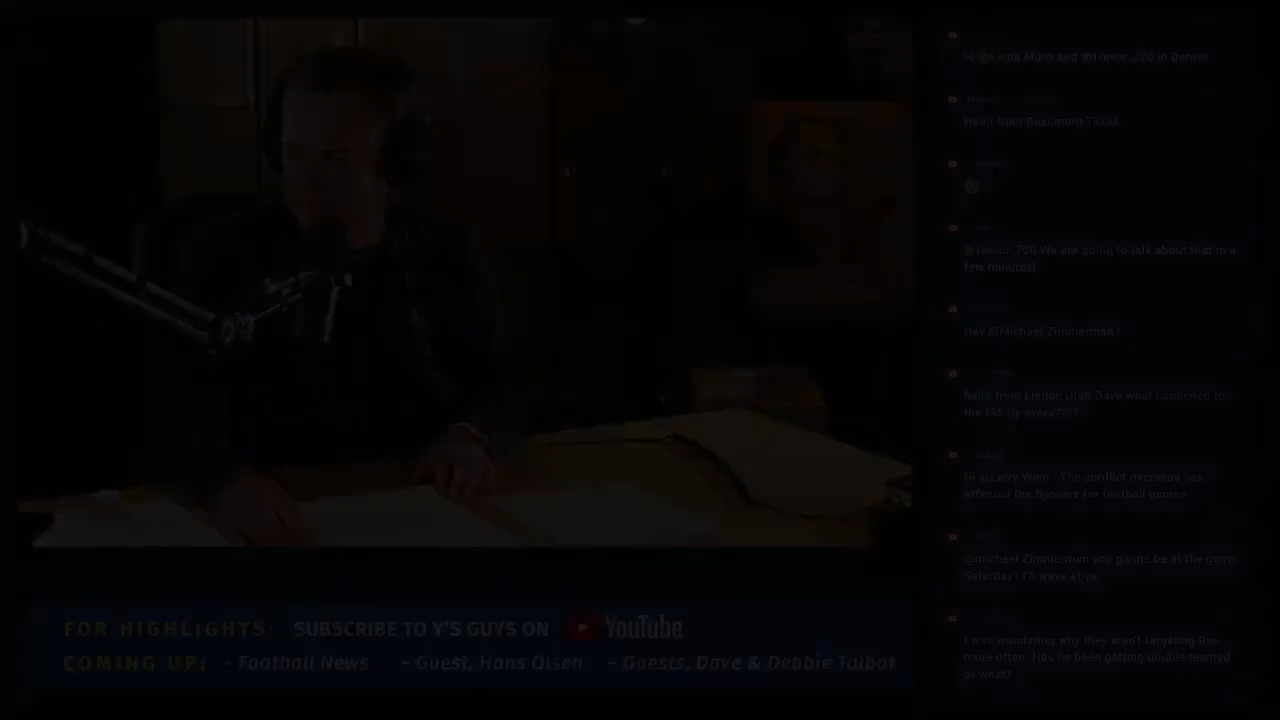 Hi @Linda Muth and @Trevor_720 in Denver
Hello from Beaumont Texas
@Trevor_720 We are going to talk about that in a
few minutes!
Hey @Michael Zimmerman !
hello from Lindon Utah Dave what happened to
the f35 fly overs????
Hi @Larry Winn - The conflict overseas has
affected the flyovers for football games
@michael Zimmerman you gonna be at the game
Saturday? I'll wave at ya
I was wondering why they aren't targeting Rex
more often. Has he been getting double teamed
or what?
FOR HIGHLIGHTS: SUBSCRIBE TO Y'S GUYS ON YouTube
COMING UP: - Football News - Guest, Hans Olsen - Guests, Dave & Debbie Talbot